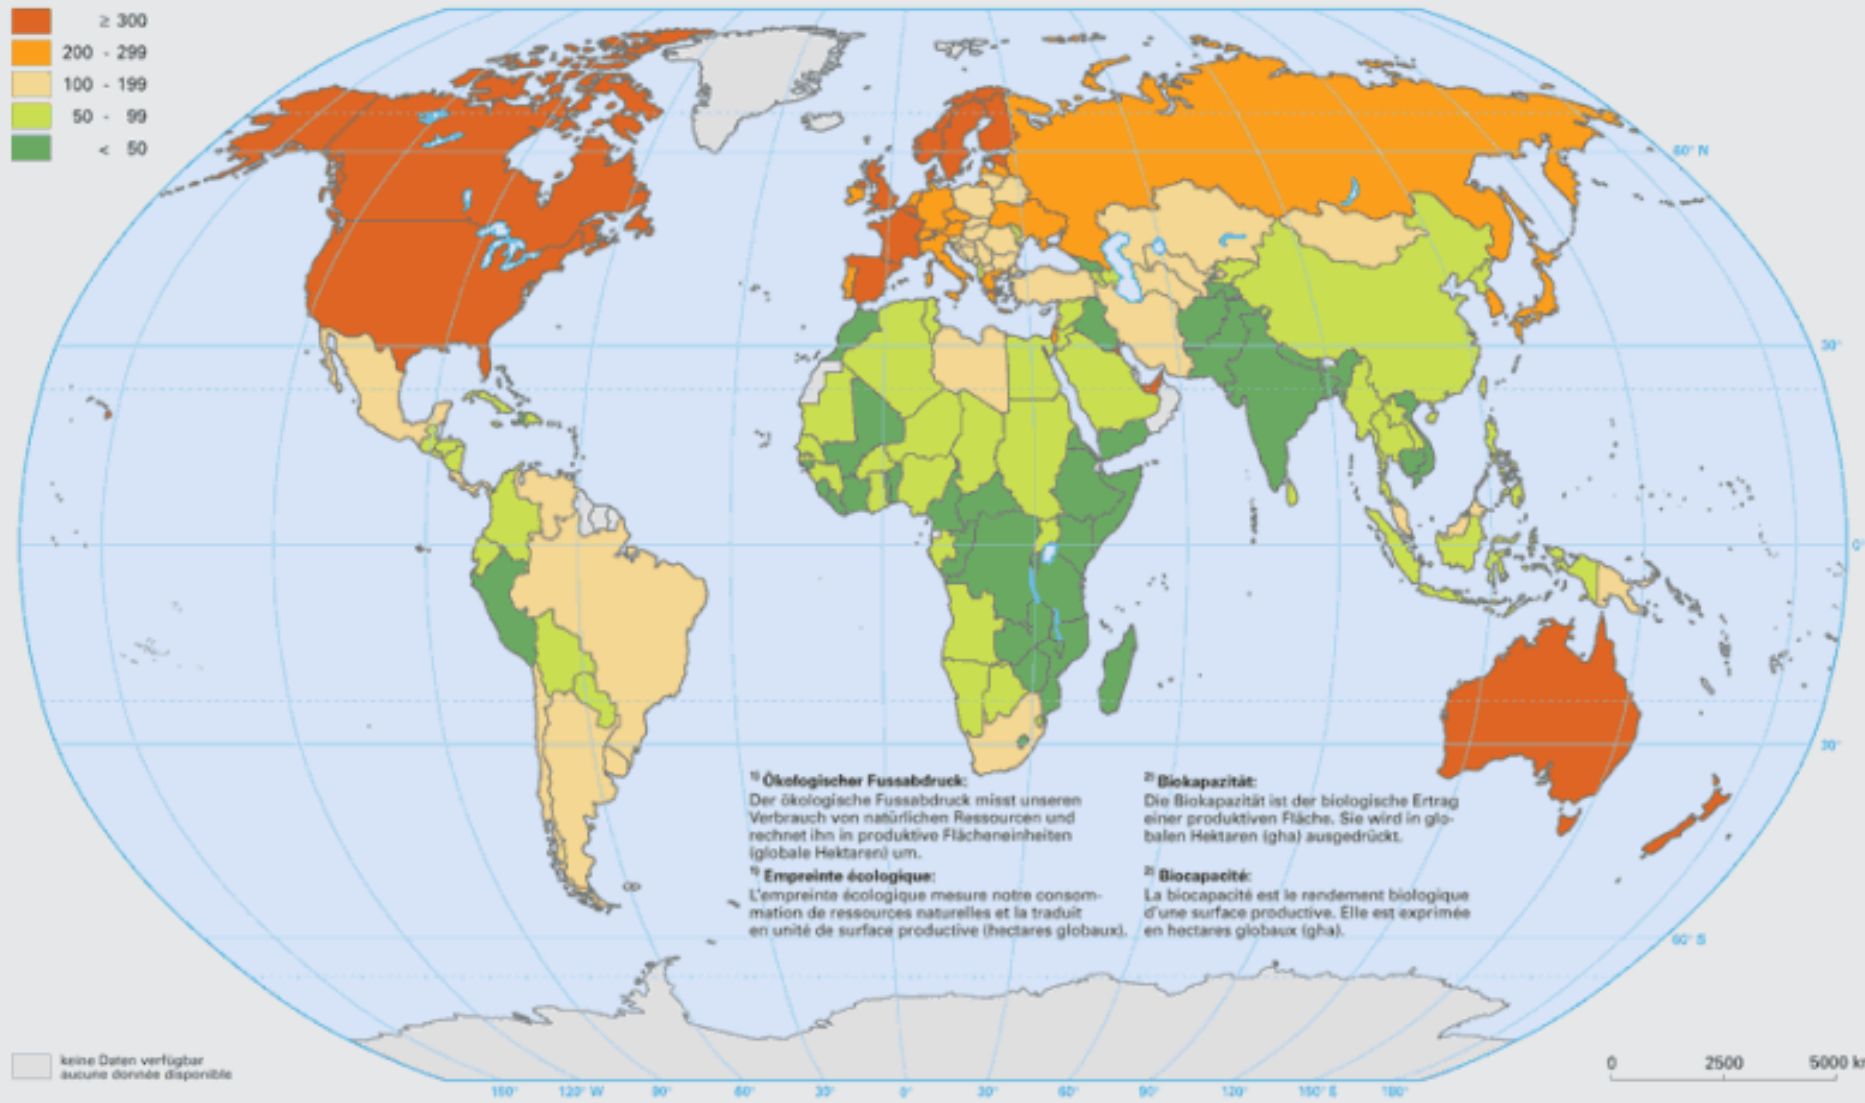 ≥ 300
200 - 299
100 - 199
50 - 99
< 50
60° N
30°
0°
30°
60° S
1) Ökologischer Fussabdruck:
Der ökologische Fussabdruck misst unseren
Verbrauch von natürlichen Ressourcen und
rechnet ihn in produktive Flächeneinheiten
(globale Hektaren) um.
1) Empreinte écologique:
L'empreinte écologique mesure notre consom-
mation de ressources naturelles et la traduit
en unité de surface productive (hectares globaux).
2) Biokapazität:
Die Biokapazität ist der biologische Ertrag
einer produktiven Fläche. Sie wird in glo-
balen Hektaren (gha) ausgedrückt.
2) Biocapacité:
La biocapacité est le rendement biologique
d'une surface productive. Elle est exprimée
en hectares globaux (gha).
keine Daten verfügbar
aucune donnée disponible
150° 120° W 90° 60° 30° 0° 30° 60° 90° 120° 150° E 180°
0 2500 5000 k